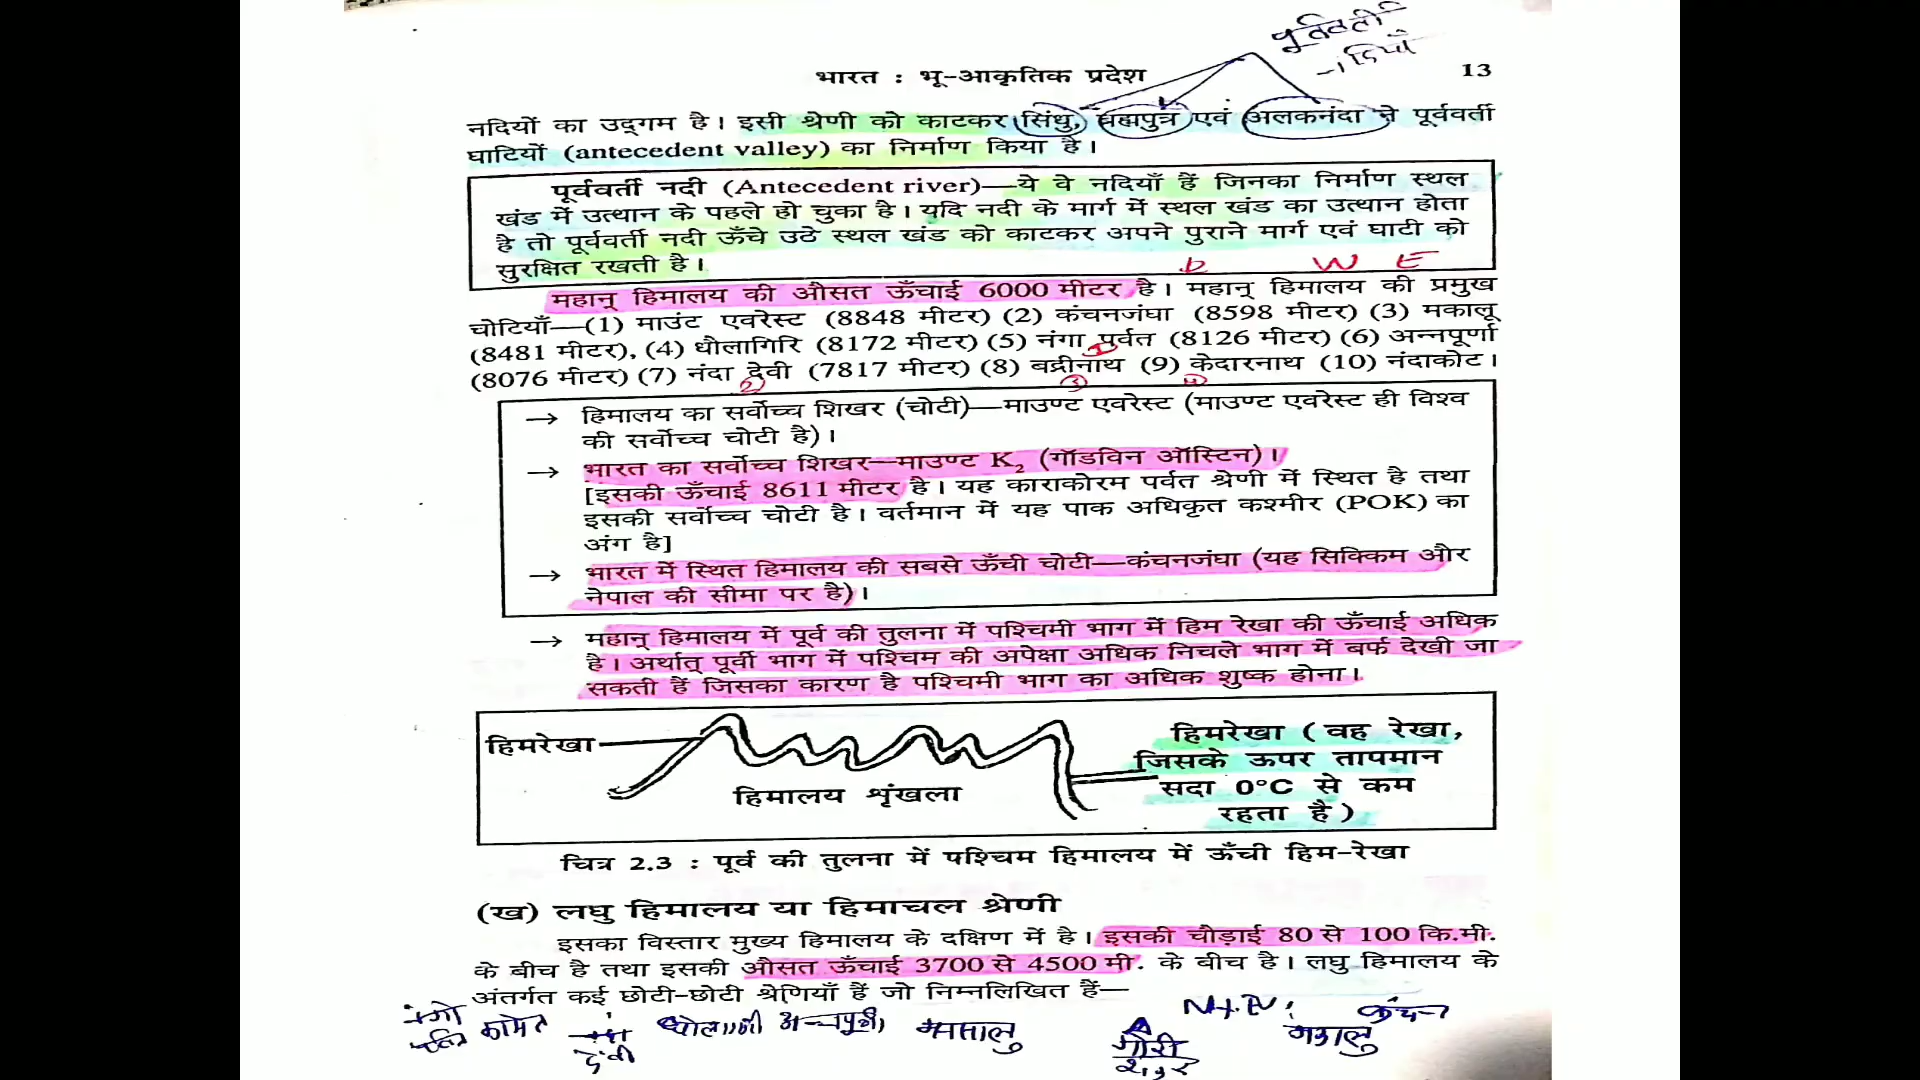 पूर्ववर्ती
भारत : भू-आकृतिक प्रदेश 13
नदियों का उद्गम है। इसी श्रेणी को काटकर सिंधु, ब्रह्मपुत्र एवं अलकनंदा ने पूर्ववर्ती
घाटियों (antecedent valley) का निर्माण किया है।
पूर्ववर्ती नदी (Antecedent river)—ये वे नदियाँ हैं जिनका निर्माण स्थल
खंड में उत्थान के पहले हो चुका है। यदि नदी के मार्ग में स्थल खंड का उत्थान होता
है तो पूर्ववर्ती नदी ऊँचे उठे स्थल खंड को काटकर अपने पुराने मार्ग एवं घाटी को
सुरक्षित रखती है।
W E
महान् हिमालय की औसत ऊँचाई 6000 मीटर है। महान् हिमालय की प्रमुख
चोटियाँ—(1) माउंट एवरेस्ट (8848 मीटर) (2) कंचनजंघा (8598 मीटर) (3) मकालू
(8481 मीटर), (4) धौलागिरि (8172 मीटर) (5) नंगा पर्वत (8126 मीटर) (6) अन्नपूर्णा
(8076 मीटर) (7) नंदा देवी (7817 मीटर) (8) बद्रीनाथ (9) केदारनाथ (10) नंदाकोट।
→ हिमालय का सर्वोच्च शिखर (चोटी)—माउण्ट एवरेस्ट (माउण्ट एवरेस्ट ही विश्व
की सर्वोच्च चोटी है)।
→ भारत का सर्वोच्च शिखर—माउण्ट K₂ (गॉडविन ऑस्टिन)।
[इसकी ऊँचाई 8611 मीटर है। यह काराकोरम पर्वत श्रेणी में स्थित है तथा
इसकी सर्वोच्च चोटी है। वर्तमान में यह पाक अधिकृत कश्मीर (POK) का
अंग है]
→ भारत में स्थित हिमालय की सबसे ऊँची चोटी—कंचनजंघा (यह सिक्किम और
नेपाल की सीमा पर है)।
→ महान् हिमालय में पूर्व की तुलना में पश्चिमी भाग में हिम रेखा की ऊँचाई अधिक
है। अर्थात् पूर्वी भाग में पश्चिम की अपेक्षा अधिक निचले भाग में बर्फ देखी जा
सकती हैं जिसका कारण है पश्चिमी भाग का अधिक शुष्क होना।
हिमरेखा
हिमालय शृंखला
हिमरेखा (वह रेखा,
जिसके ऊपर तापमान
सदा 0°C से कम
रहता है)
चित्र 2.3 : पूर्व की तुलना में पश्चिम हिमालय में ऊँची हिम-रेखा
(ख) लघु हिमालय या हिमाचल श्रेणी
इसका विस्तार मुख्य हिमालय के दक्षिण में है। इसकी चौड़ाई 80 से 100 कि.मी.
के बीच है तथा इसकी औसत ऊँचाई 3700 से 4500 मी. के बीच है। लघु हिमालय के
अंतर्गत कई छोटी-छोटी श्रेणियाँ हैं जो निम्नलिखित हैं—
कामेत
देवी
गौरी